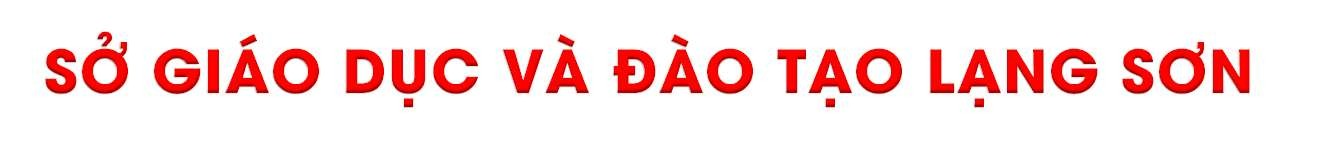 SỞ GIÁO DỤC VÀ ĐÀO TẠO LẠNG SƠN